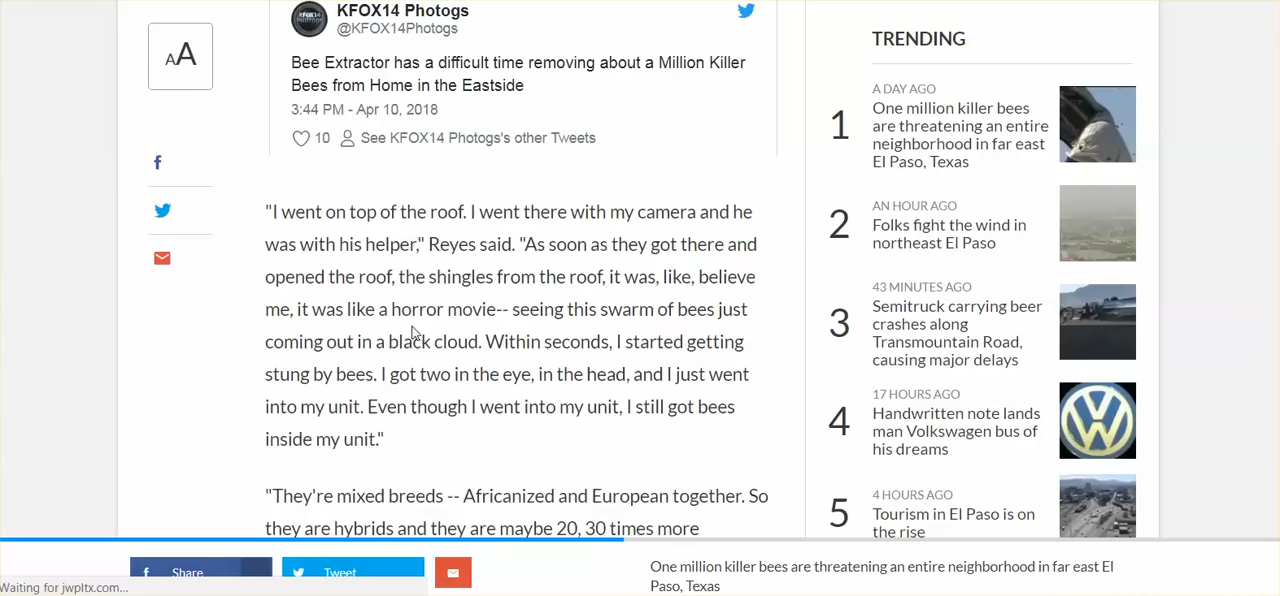 AA
KFOX14 Photogs
@KFOX14Photogs
Bee Extractor has a difficult time removing about a Million Killer
Bees from Home in the Eastside
3:44 PM - Apr 10, 2018
10 See KFOX14 Photogs's other Tweets
"I went on top of the roof. I went there with my camera and he
was with his helper," Reyes said. "As soon as they got there and
opened the roof, the shingles from the roof, it was, like, believe
me, it was like a horror movie-- seeing this swarm of bees just
coming out in a black cloud. Within seconds, I started getting
stung by bees. I got two in the eye, in the head, and I just went
into my unit. Even though I went into my unit, I still got bees
inside my unit."
"They're mixed breeds -- Africanized and European together. So
they are hybrids and they are maybe 20, 30 times more
TRENDING
1
A DAY AGO
One million killer bees
are threatening an entire
neighborhood in far east
El Paso, Texas
2
AN HOUR AGO
Folks fight the wind in
northeast El Paso
3
43 MINUTES AGO
Semitruck carrying beer
crashes along
Transmountain Road,
causing major delays
4
17 HOURS AGO
Handwritten note lands
man Volkswagen bus of
his dreams
5
4 HOURS AGO
Tourism in El Paso is on
the rise
f Share
Tweet
One million killer bees are threatening an entire neighborhood in far east El
Paso, Texas
Waiting for jwpltx.com...